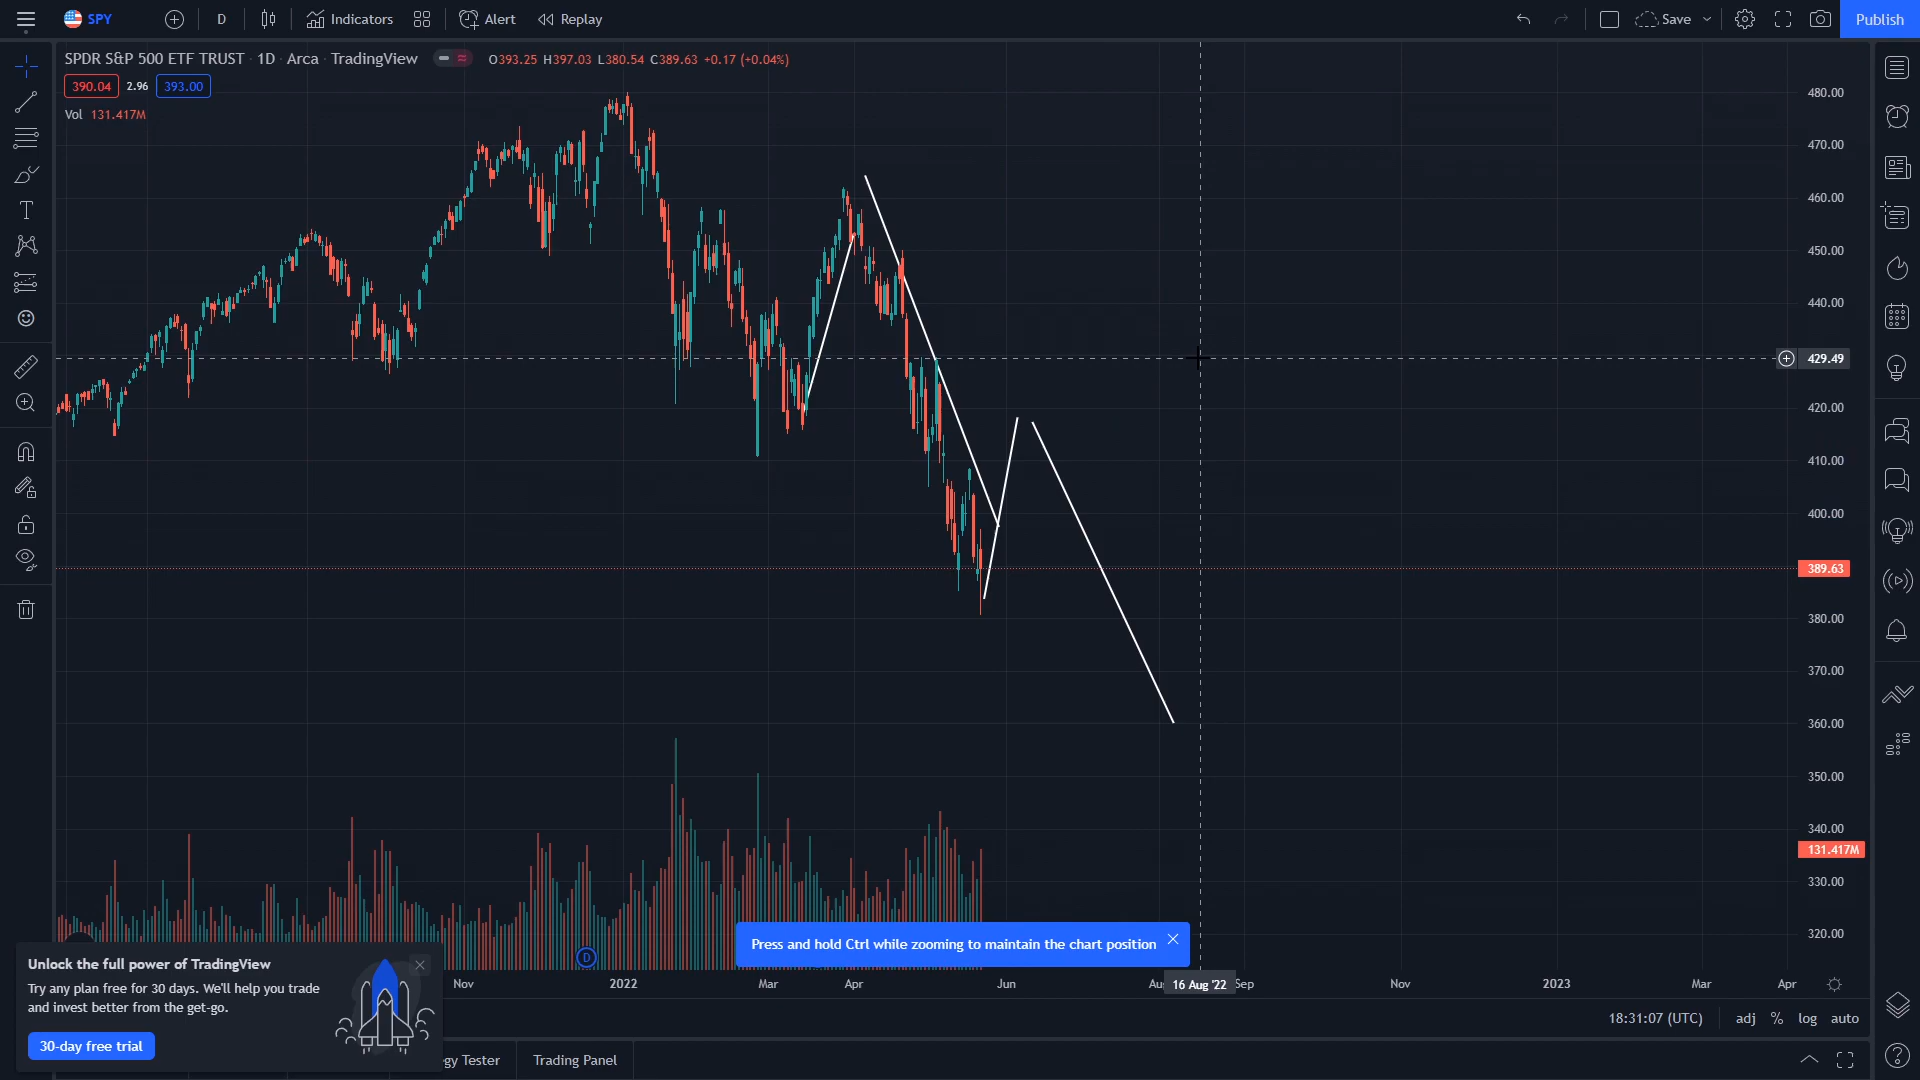 SPY
D
Indicators
Alert
Replay
Save
Publish
SPDR S&P 500 ETF TRUST · 1D · Arca · TradingView
O393.25 H397.03 L380.54 C389.63 +0.17 (+0.04%)
390.04 2.96 393.00
Vol 131.417M
480.00
470.00
460.00
450.00
440.00
429.49
420.00
410.00
400.00
389.63
380.00
370.00
360.00
350.00
340.00
131.417M
330.00
320.00
Press and hold Ctrl while zooming to maintain the chart position
D
Unlock the full power of TradingView
Try any plan free for 30 days. We'll help you trade
and invest better from the get-go.
30-day free trial
Nov 2022 Mar Apr Jun Au 16 Aug '22 Sep Nov 2023 Mar Apr
18:31:07 (UTC) adj % log auto
gy Tester Trading Panel